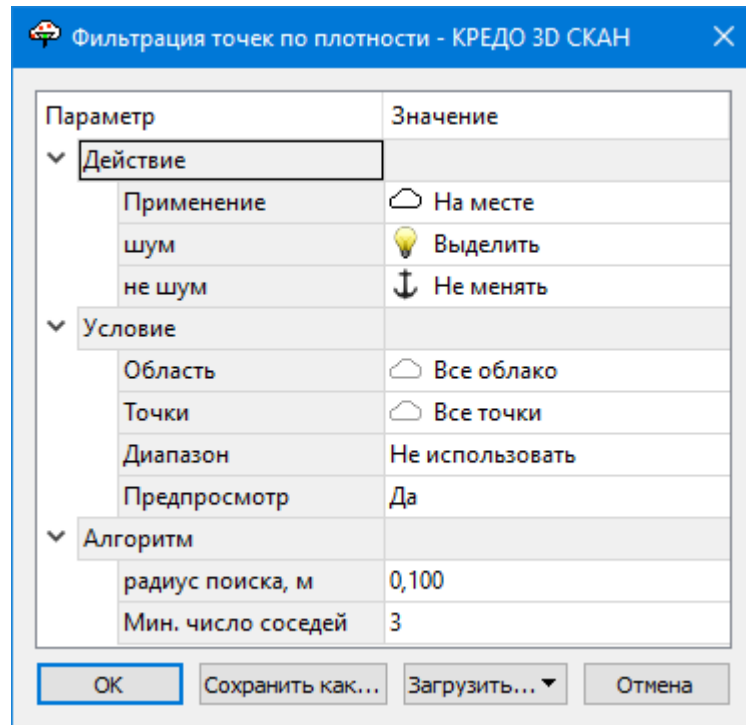 Фильтрация точек по плотности - КРЕДО 3D СКАН
Параметр Значение
Действие
Применение На месте
шум Выделить
не шум Не менять
Условие
Область Все облако
Точки Все точки
Диапазон Не использовать
Предпросмотр Да
Алгоритм
радиус поиска, м 0,100
Мин. число соседей 3
ОК Сохранить как... Загрузить... Отмена